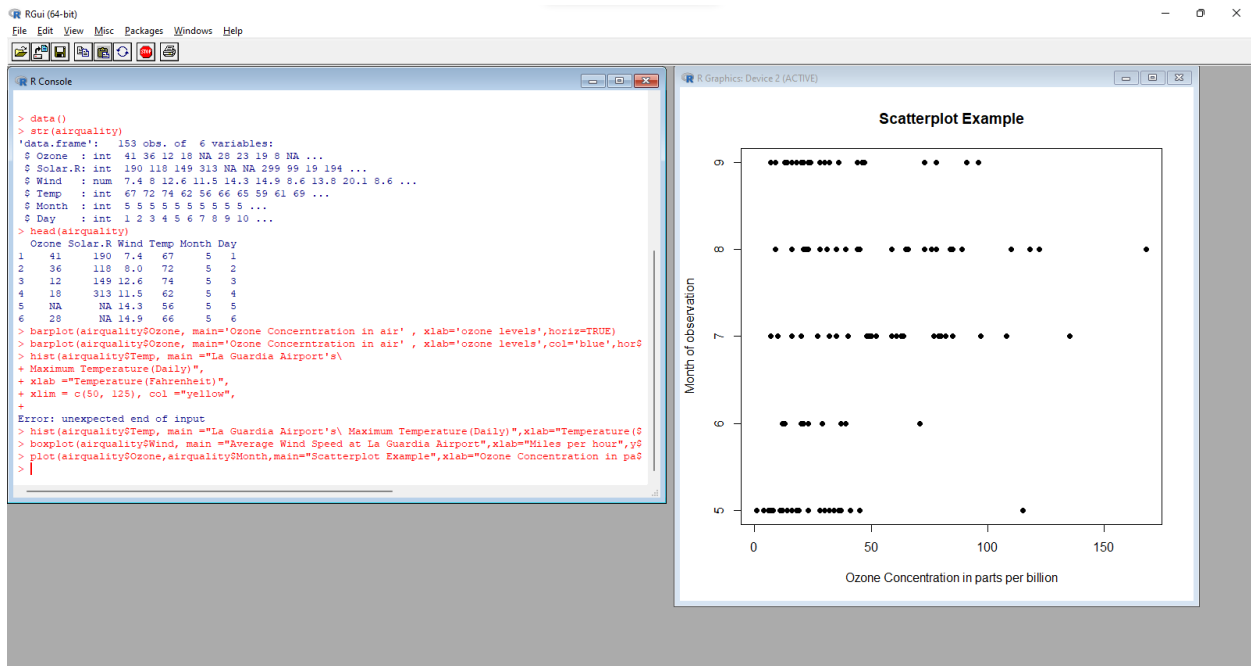 RGui (64-bit)
File Edit View Misc Packages Windows Help
STOP
R Console
> data()
> str(airquality)
'data.frame':   153 obs. of  6 variables:
 $ Ozone  : int  41 36 12 18 NA 28 23 19 8 NA ...
 $ Solar.R: int  190 118 149 313 NA NA 299 99 19 194 ...
 $ Wind   : num  7.4 8 12.6 11.5 14.3 14.9 8.6 13.8 20.1 8.6 ...
 $ Temp   : int  67 72 74 62 56 66 65 59 61 69 ...
 $ Month  : int  5 5 5 5 5 5 5 5 5 5 ...
 $ Day    : int  1 2 3 4 5 6 7 8 9 10 ...
> head(airquality)
  Ozone Solar.R Wind Temp Month Day
1    41     190  7.4   67     5   1
2    36     118  8.0   72     5   2
3    12     149 12.6   74     5   3
4    18     313 11.5   62     5   4
5    NA      NA 14.3   56     5   5
6    28      NA 14.9   66     5   6
> barplot(airquality$Ozone, main='Ozone Concerntration in air' , xlab='ozone levels',horiz=TRUE)
> barplot(airquality$Ozone, main='Ozone Concerntration in air' , xlab='ozone levels',col='blue',hor$
> hist(airquality$Temp, main ="La Guardia Airport's\
+ Maximum Temperature(Daily)",
+ xlab ="Temperature(Fahrenheit)",
+ xlim = c(50, 125), col ="yellow",
+
Error: unexpected end of input
> hist(airquality$Temp, main ="La Guardia Airport's\ Maximum Temperature(Daily)",xlab="Temperature($
> boxplot(airquality$Wind, main ="Average Wind Speed at La Guardia Airport",xlab="Miles per hour",y$
> plot(airquality$Ozone,airquality$Month,main="Scatterplot Example",xlab="Ozone Concentration in pa$
>
R Graphics: Device 2 (ACTIVE)
Scatterplot Example
Month of observation
9
8
7
6
5
0 50 100 150
Ozone Concentration in parts per billion